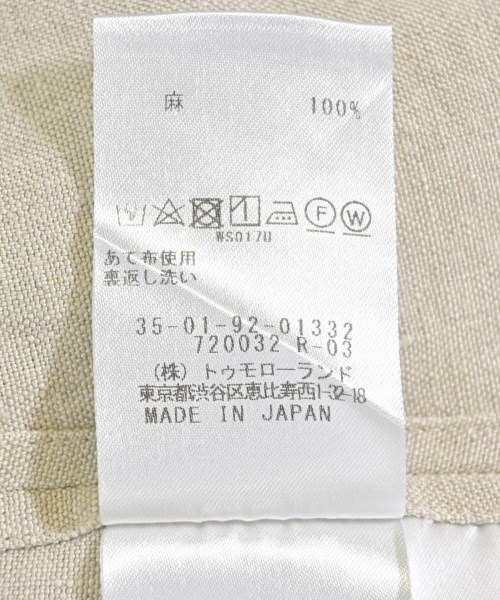 麻 100%
F W
WS017U
あて布使用
裏返し洗い
35-01-92-01332
720032 R-03
(株) トゥモローランド
東京都渋谷区恵比寿西1-32-18
MADE IN JAPAN